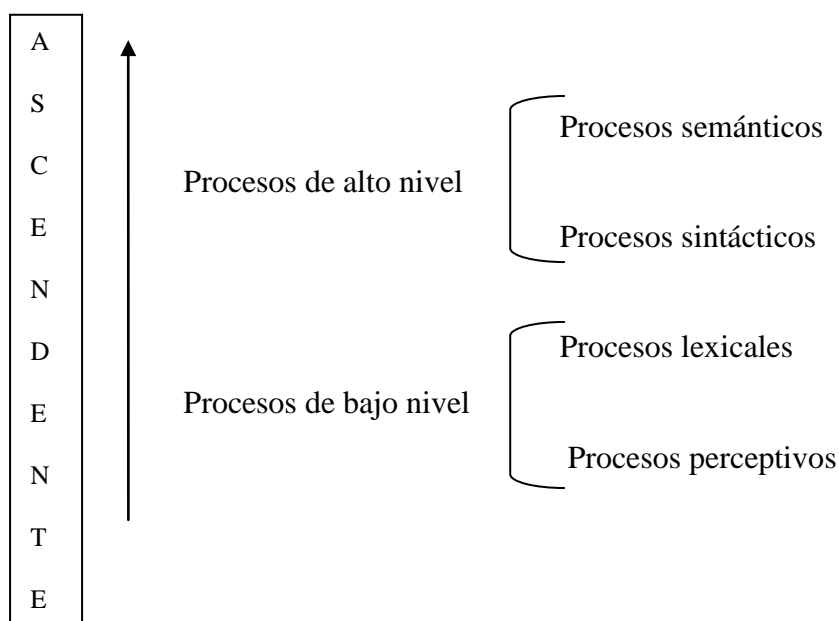 A
S
C
E
N
D
E
N
T
E
Procesos de alto nivel
Procesos semánticos
Procesos sintácticos
Procesos de bajo nivel
Procesos lexicales
Procesos perceptivos